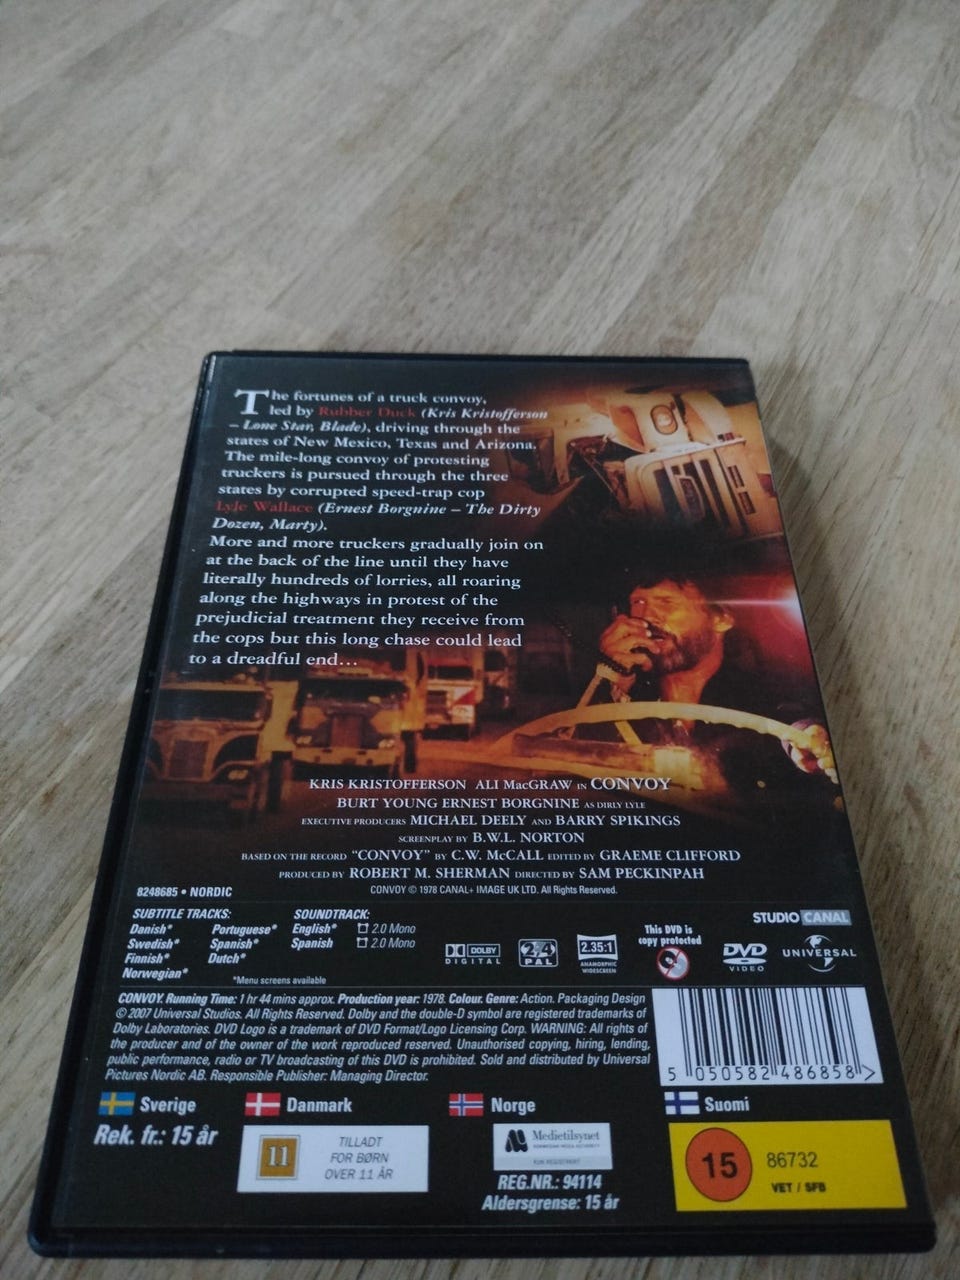 The fortunes of a truck convoy,
led by Rubber Duck (Kris Kristofferson
– Lone Star, Blade), driving through the
states of New Mexico, Texas and Arizona.
The mile-long convoy of protesting
truckers is pursued through the three
states by corrupted speed-trap cop
Lyle Wallace (Ernest Borgnine – The Dirty
Dozen, Marty).
More and more truckers gradually join on
at the back of the line until they have
literally hundreds of lorries, all roaring
along the highways in protest of the
prejudicial treatment they receive from
the cops but this long chase could lead
to a dreadful end...
KRIS KRISTOFFERSON ALI MacGRAW IN CONVOY
BURT YOUNG ERNEST BORGNINE AS DIRLY LYLE
EXECUTIVE PRODUCERS MICHAEL DEELY AND BARRY SPIKINGS
SCREENPLAY BY B.W.L. NORTON
BASED ON THE RECORD "CONVOY" BY C.W. McCALL EDITED BY GRAEME CLIFFORD
PRODUCED BY ROBERT M. SHERMAN DIRECTED BY SAM PECKINPAH
CONVOY © 1978 CANAL+ IMAGE UK LTD. All Rights Reserved.
8248685 • NORDIC
SUBTITLE TRACKS:
Danish* Portuguese*
Swedish* Spanish*
Finnish* Dutch*
Norwegian*
*Menu screens available
SOUNDTRACK:
English* 2.0 Mono
Spanish 2.0 Mono
DOLBY
DIGITAL
2 4
PAL
2.35:1
ANAMORPHIC
WIDESCREEN
This DVD is
copy protected
STUDIO CANAL
DVD
VIDEO
UNIVERSAL
CONVOY. Running Time: 1 hr 44 mins approx. Production year: 1978. Colour. Genre: Action. Packaging Design
© 2007 Universal Studios. All Rights Reserved. Dolby and the double-D symbol are registered trademarks of
Dolby Laboratories. DVD Logo is a trademark of DVD Format/Logo Licensing Corp. WARNING: All rights of
the producer and of the owner of the work reproduced reserved. Unauthorised copying, hiring, lending,
public performance, radio or TV broadcasting of this DVD is prohibited. Sold and distributed by Universal
Pictures Nordic AB. Responsible Publisher: Managing Director.
5 050582 486858 >
Sverige
Rek. fr.: 15 år
Danmark
11
TILLADT
FOR BØRN
OVER 11 ÅR
Norge
Medietilsynet
NORWEGIAN MEDIA AUTHORITY
KUN REGISTRERT
REG.NR.: 94114
Aldersgrense: 15 år
Suomi
15
86732
VET / SFB